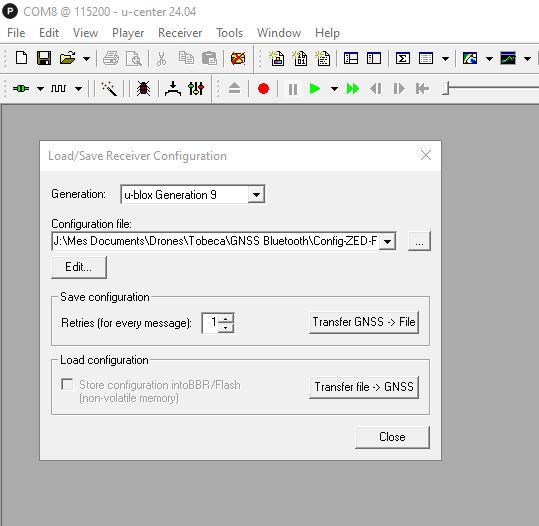 COM8 @ 115200 - u-center 24.04
File Edit View Player Receiver Tools Window Help
Load/Save Receiver Configuration
Generation: u-blox Generation 9
Configuration file:
J:\Mes Documents\Drones\Tobeca\GNSS Bluetooth\Config-ZED-F ...
Edit...
Save configuration
Retries (for every message): 1 Transfer GNSS -> File
Load configuration
Store configuration intoBBR/Flash
(non-volatile memory)
Transfer file -> GNSS
Close